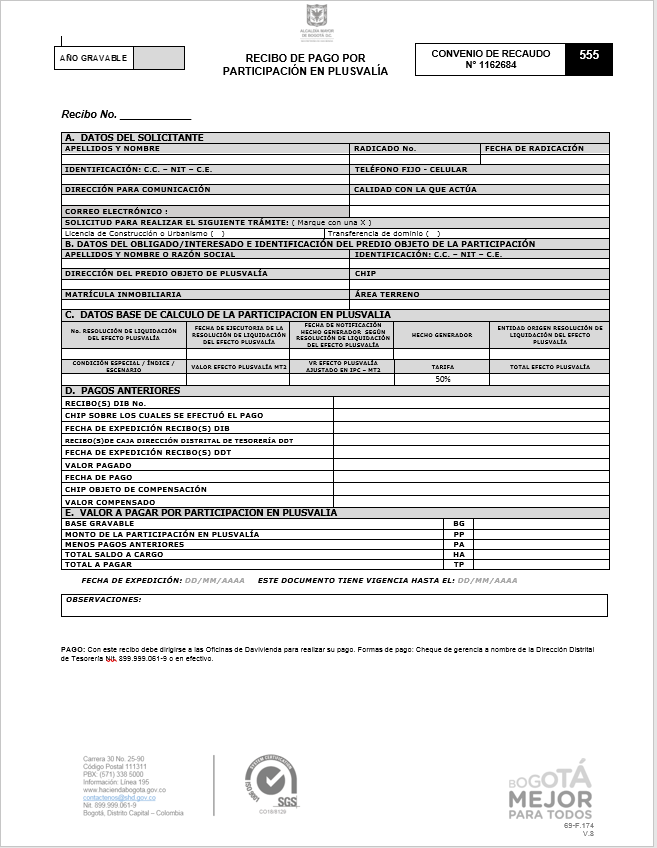 ALCALDÍA MAYOR
DE BOGOTÁ D.C.
AÑO GRAVABLE
RECIBO DE PAGO POR
PARTICIPACIÓN EN PLUSVALÍA
CONVENIO DE RECAUDO
N° 1162684
555
Recibo No. ____________
A. DATOS DEL SOLICITANTE
APELLIDOS Y NOMBRE
RADICADO No.
FECHA DE RADICACIÓN
IDENTIFICACIÓN: C.C. – NIT – C.E.
TELÉFONO FIJO - CELULAR
DIRECCIÓN PARA COMUNICACIÓN
CALIDAD CON LA QUE ACTÚA
CORREO ELECTRÓNICO :
SOLICITUD PARA REALIZAR EL SIGUIENTE TRÁMITE: ( Marque con una X )
Licencia de Construcción o Urbanismo ( )
Transferencia de dominio ( )
B. DATOS DEL OBLIGADO/INTERESADO E IDENTIFICACIÓN DEL PREDIO OBJETO DE LA PARTICIPACIÓN
APELLIDOS Y NOMBRE O RAZÓN SOCIAL
IDENTIFICACIÓN: C.C. – NIT – C.E.
DIRECCIÓN DEL PREDIO OBJETO DE PLUSVALÍA
CHIP
MATRÍCULA INMOBILIARIA
ÁREA TERRENO
C. DATOS BASE DE CALCULO DE LA PARTICIPACION EN PLUSVALIA
No. RESOLUCIÓN DE LIQUIDACIÓN
DEL EFECTO PLUSVALÍA
FECHA DE EJECUTORIA DE LA
RESOLUCIÓN DE LIQUIDACIÓN
DEL EFECTO PLUSVALÍA
FECHA DE NOTIFICACIÓN
HECHO GENERADOR SEGÚN
RESOLUCIÓN DE LIQUIDACIÓN
DEL EFECTO PLUSVALÍA
HECHO GENERADOR
ENTIDAD ORIGEN RESOLUCIÓN DE
LIQUIDACIÓN DEL EFECTO
PLUSVALÍA
CONDICIÓN ESPECIAL / ÍNDICE /
ESCENARIO
VALOR EFECTO PLUSVALÍA MT2
VR EFECTO PLUSVALÍA
AJUSTADO EN IPC – MT2
TARIFA
TOTAL EFECTO PLUSVALÍA
50%
D. PAGOS ANTERIORES
RECIBO(S) DIB No.
CHIP SOBRE LOS CUALES SE EFECTUÓ EL PAGO
FECHA DE EXPEDICIÓN RECIBO(S) DIB
RECIBO(S)DE CAJA DIRECCIÓN DISTRITAL DE TESORERÍA DDT
FECHA DE EXPEDICIÓN RECIBO(S) DDT
VALOR PAGADO
FECHA DE PAGO
CHIP OBJETO DE COMPENSACIÓN
VALOR COMPENSADO
E. VALOR A PAGAR POR PARTICIPACION EN PLUSVALIA
BASE GRAVABLE BG
MONTO DE LA PARTICIPACIÓN EN PLUSVALÍA PP
MENOS PAGOS ANTERIORES PA
TOTAL SALDO A CARGO HA
TOTAL A PAGAR TP
FECHA DE EXPEDICIÓN: DD/MM/AAAA ESTE DOCUMENTO TIENE VIGENCIA HASTA EL: DD/MM/AAAA
OBSERVACIONES:
PAGO: Con este recibo debe dirigirse a las Oficinas de Davivienda para realizar su pago. Formas de pago: Cheque de gerencia a nombre de la Dirección Distrital
de Tesorería Nit. 899.999.061-9 o en efectivo.
Carrera 30 No. 25-90
Código Postal 111311
PBX: (571) 338 5000
Información: Línea 195
www.haciendabogota.gov.co
contactenos@shd.gov.co
Nit. 899.999.061-9
Bogotá, Distrito Capital – Colombia
SYSTEM CERTIFICATION
ISO 9001
SGS
CO18/8129
BOGOTÁ
MEJOR
PARA TODOS
69-F.174
V.8